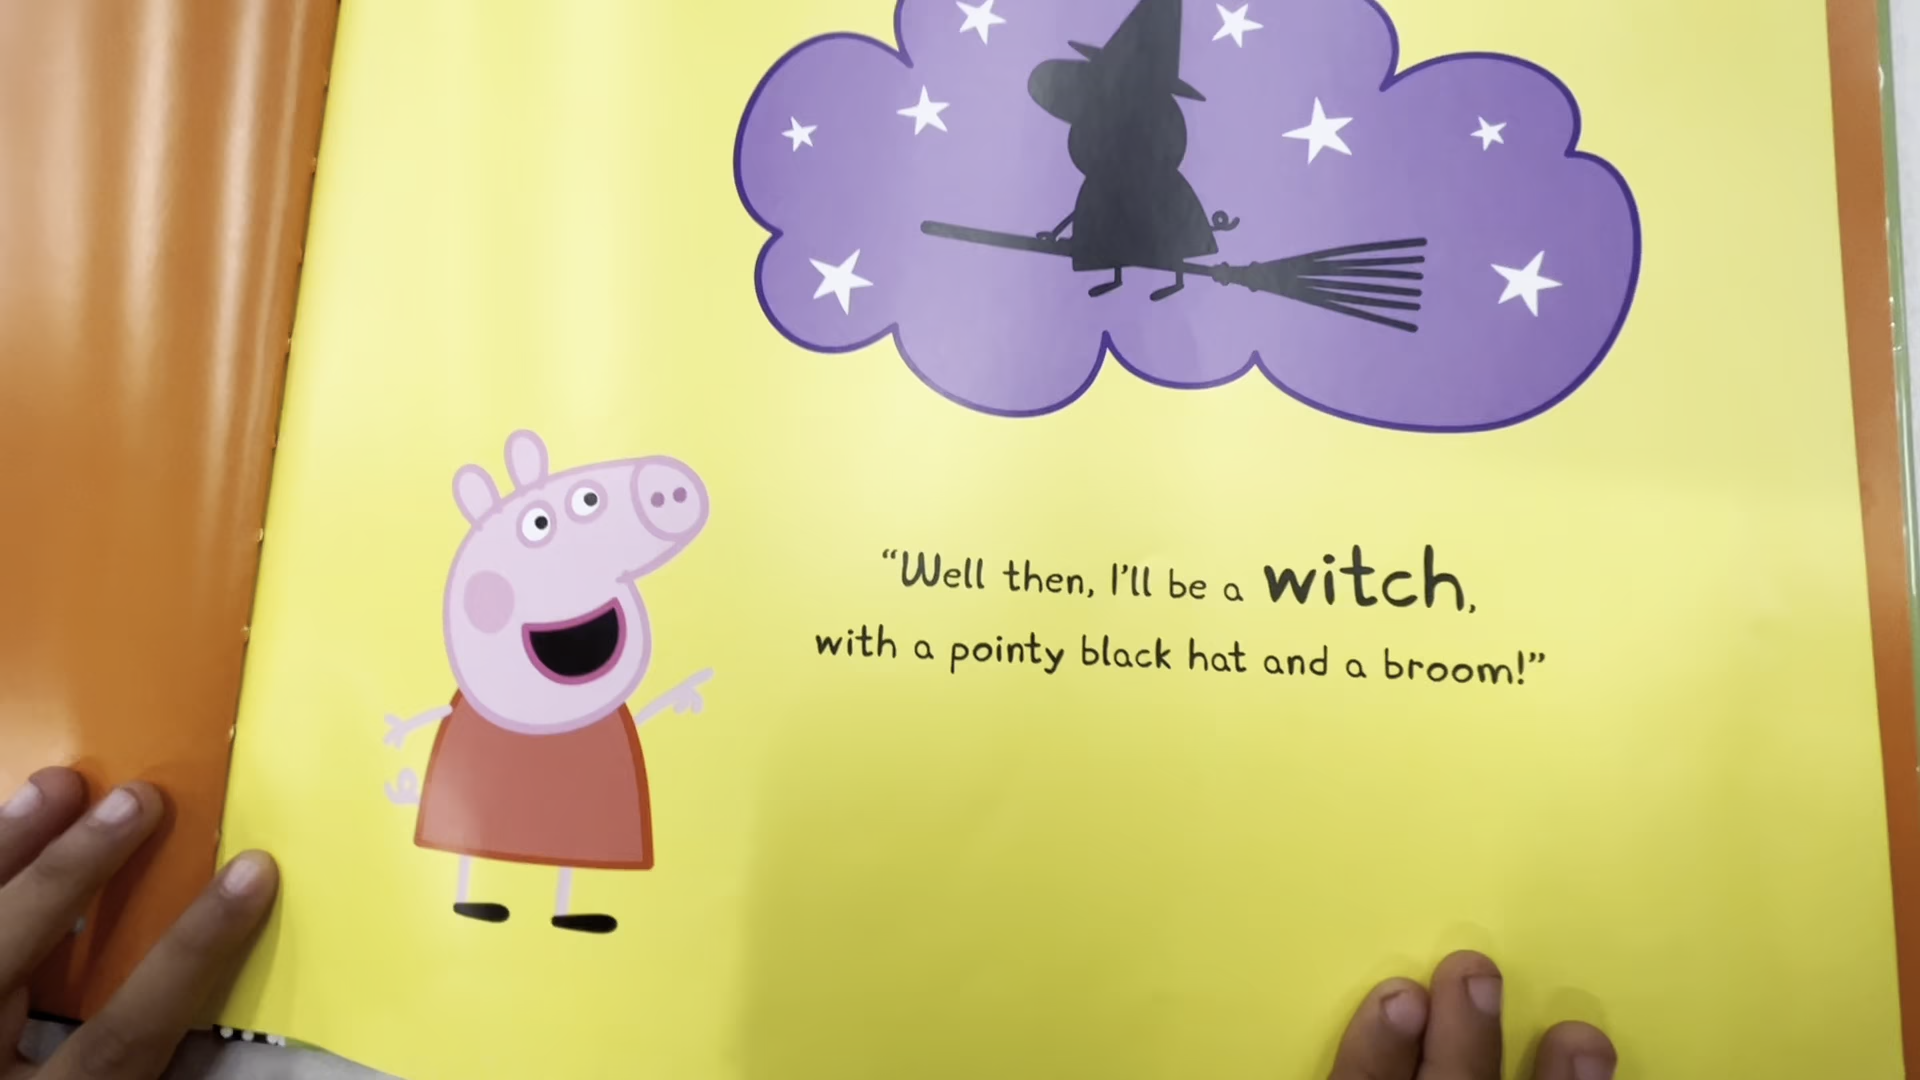 “Well then, I’ll be a witch,
with a pointy black hat and a broom!”